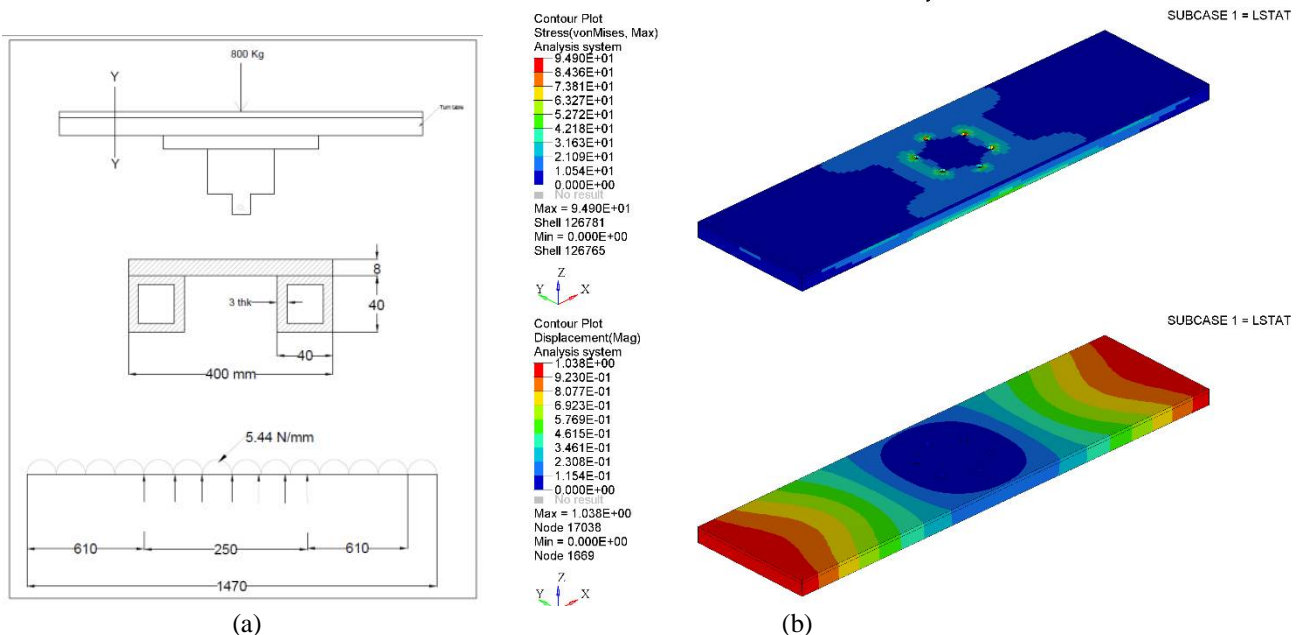 800 Kg
Y
Turn table
Y
8
3 thk
40
40
400 mm
5.44 N/mm
610
250
610
1470
(a)
Contour Plot
Stress(vonMises, Max)
Analysis system
9.490E+01
8.436E+01
7.381E+01
6.327E+01
5.272E+01
4.218E+01
3.163E+01
2.109E+01
1.054E+01
0.000E+00
No result
Max = 9.490E+01
Shell 126781
Min = 0.000E+00
Shell 126765
Z
Y X
SUBCASE 1 = LSTAT
Contour Plot
Displacement(Mag)
Analysis system
1.038E+00
9.230E-01
8.077E-01
6.923E-01
5.769E-01
4.615E-01
3.461E-01
2.308E-01
1.154E-01
0.000E+00
No result
Max = 1.038E+00
Node 17038
Min = 0.000E+00
Node 1669
Z
Y X
SUBCASE 1 = LSTAT
(b)